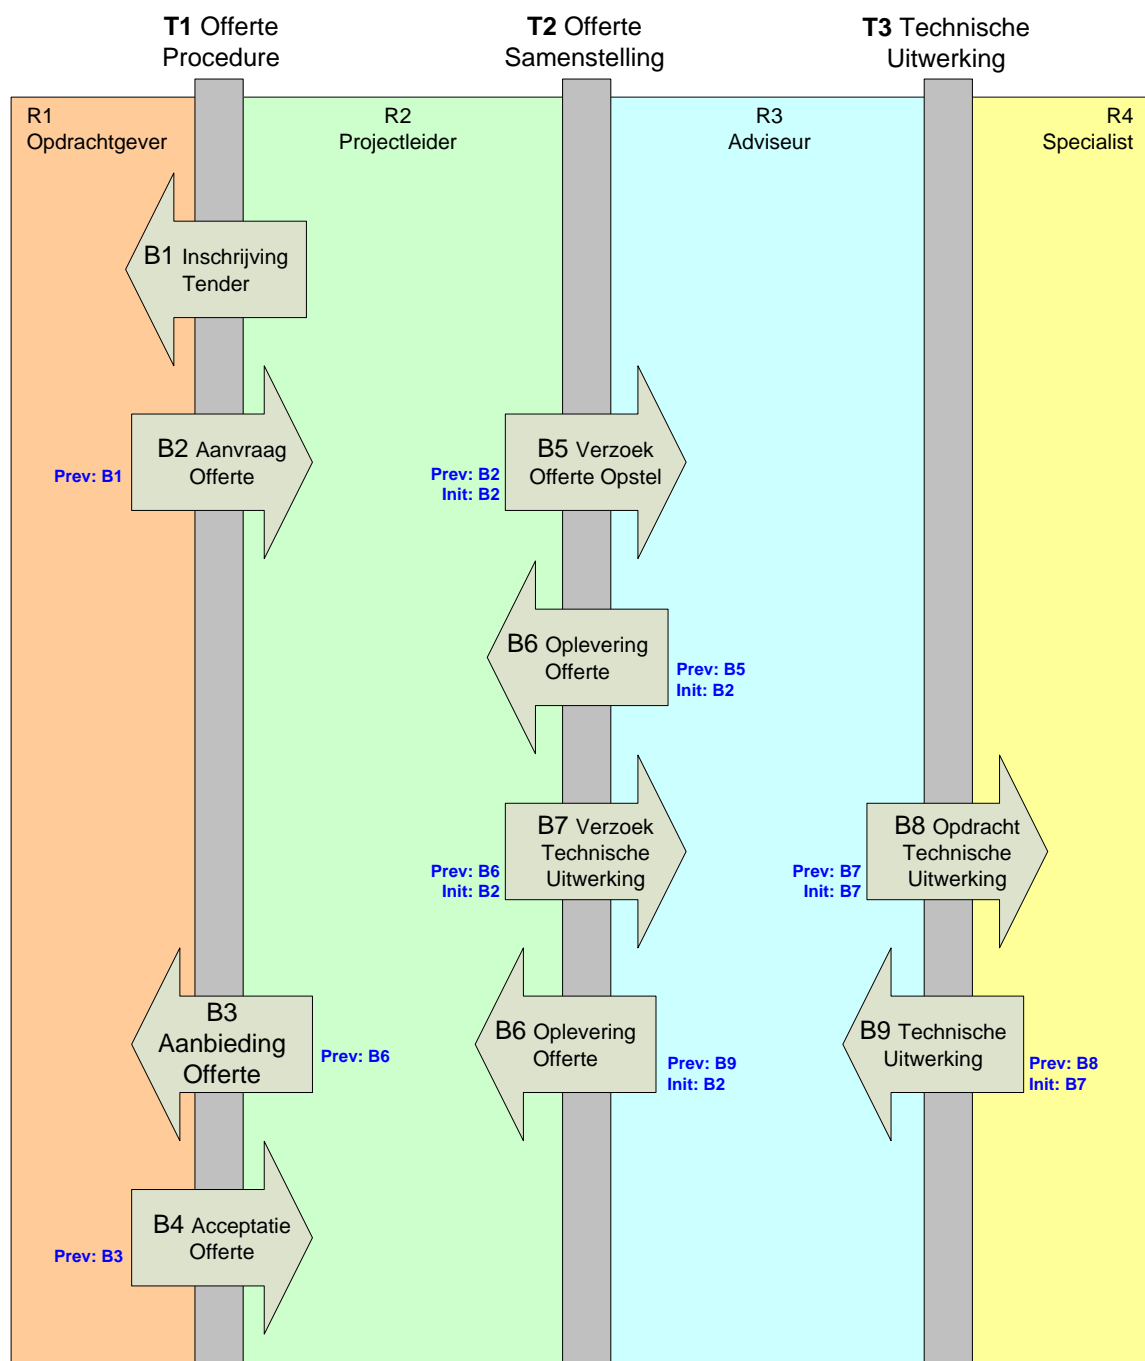 T1 Offerte
Procedure
T2 Offerte
Samenstelling
T3 Technische
Uitwerking
R1
Opdrachtgever
R2
Projectleider
R3
Adviseur
R4
Specialist
B1 Inschrijving
Tender
B2 Aanvraag
Offerte
Prev: B1
B5 Verzoek
Offerte Opstel
Prev: B2
Init: B2
B6 Oplevering
Offerte
Prev: B5
Init: B2
B7 Verzoek
Technische
Uitwerking
Prev: B6
Init: B2
B8 Opdracht
Technische
Uitwerking
Prev: B7
Init: B7
B3
Aanbieding
Offerte
Prev: B6
B6 Oplevering
Offerte
Prev: B9
Init: B2
B9 Technische
Uitwerking
Prev: B8
Init: B7
B4 Acceptatie
Offerte
Prev: B3